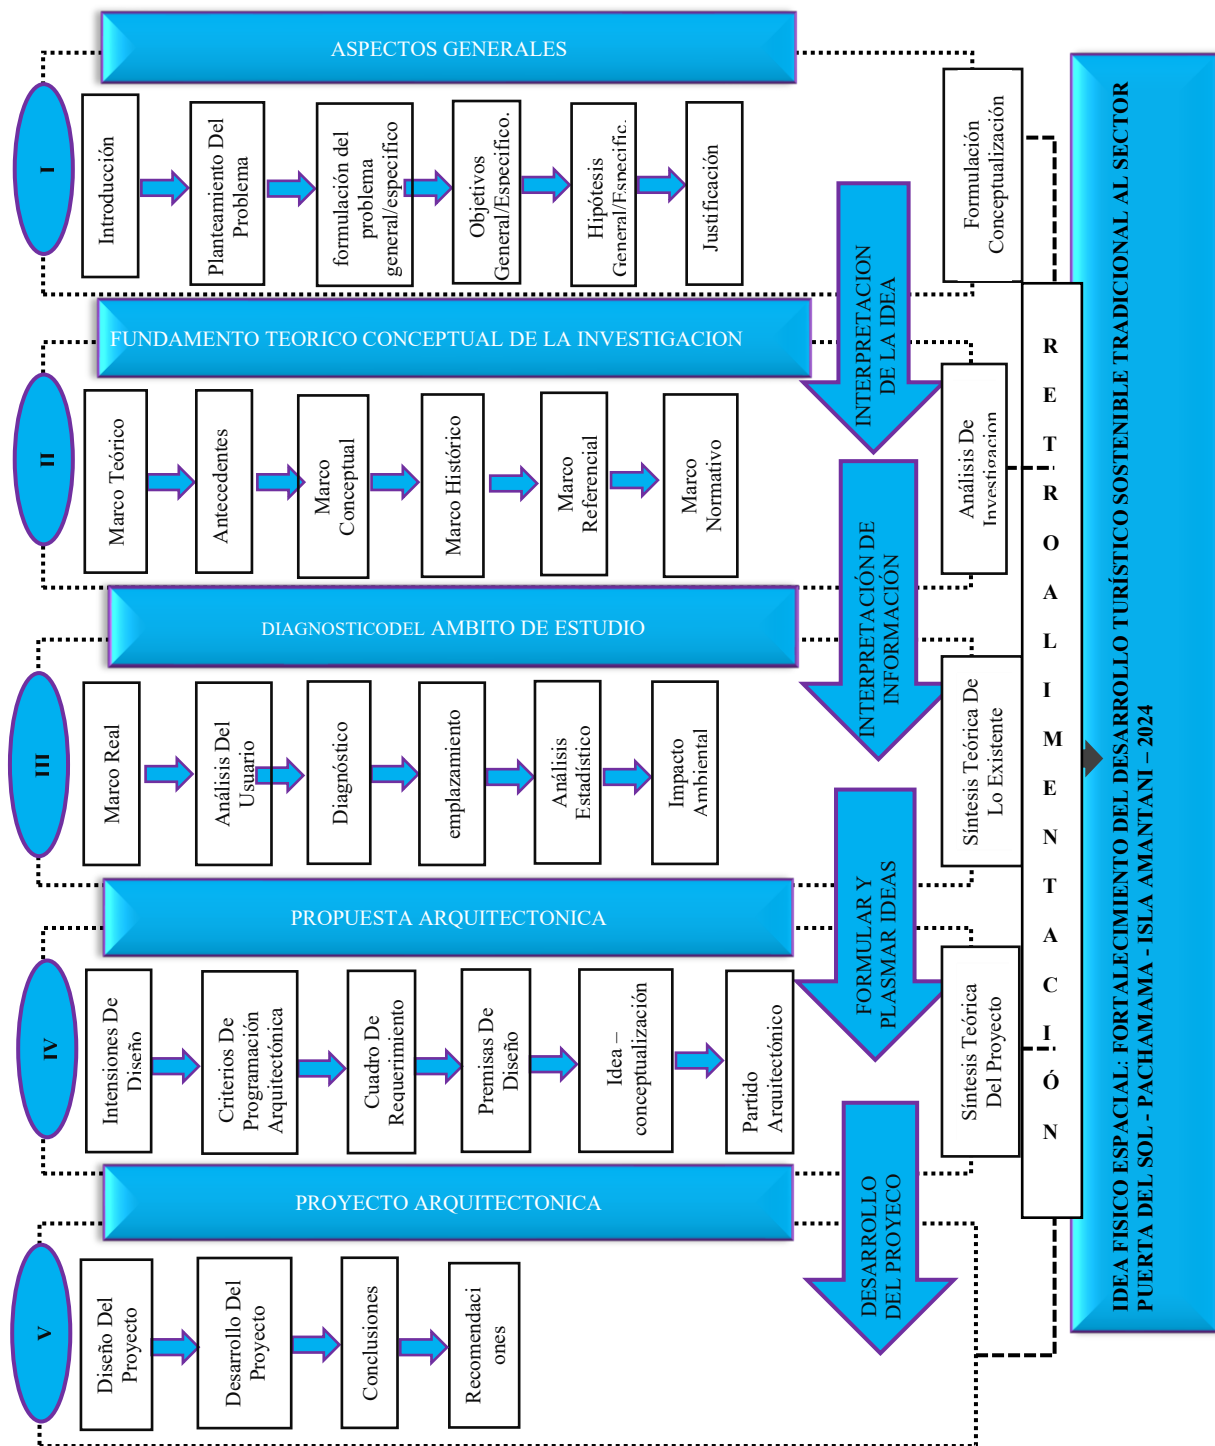 ASPECTOS GENERALES
I
Introducción
Planteamiento Del
Problema
formulación del
problema
general/especifico
Objetivos
General/Específico.
Hipótesis
General/Específic.
Justificación
Formulación
Conceptualización
INTERPRETACION
DE LA IDEA
FUNDAMENTO TEORICO CONCEPTUAL DE LA INVESTIGACION
II
Marco Teórico
Antecedentes
Marco
Conceptual
Marco Histórico
Marco
Referencial
Marco
Normativo
Análisis De
Investigacion
INTERPRETACIÓN DE
INFORMACIÓN
DIAGNOSTICODEL AMBITO DE ESTUDIO
III
Marco Real
Análisis Del
Usuario
Diagnóstico
emplazamiento
Análisis
Estadístico
Impacto
Ambiental
Síntesis Teórica De
Lo Existente
FORMULAR Y
PLASMAR IDEAS
PROPUESTA ARQUITECTONICA
IV
Intensiones De
Diseño
Criterios De
Programación
Arquitectónica
Cuadro De
Requerimiento
Premisas De
Diseño
Idea –
conceptualización
Partido
Arquitectónico
Síntesis Teórica
Del Proyecto
DESARROLLO
DEL PROYECO
PROYECTO ARQUITECTONICA
V
Diseño Del
Proyecto
Desarrollo Del
Proyecto
Conclusiones
Recomendaci
ones
R E T R O A L I M E N T A C I Ó N
IDEA FISICO ESPACIAL: FORTALECIMIENTO DEL DESARROLLO TURÍSTICO SOSTENIBLE TRADICIONAL AL SECTOR
PUERTA DEL SOL - PACHAMAMA - ISLA AMANTANI – 2024